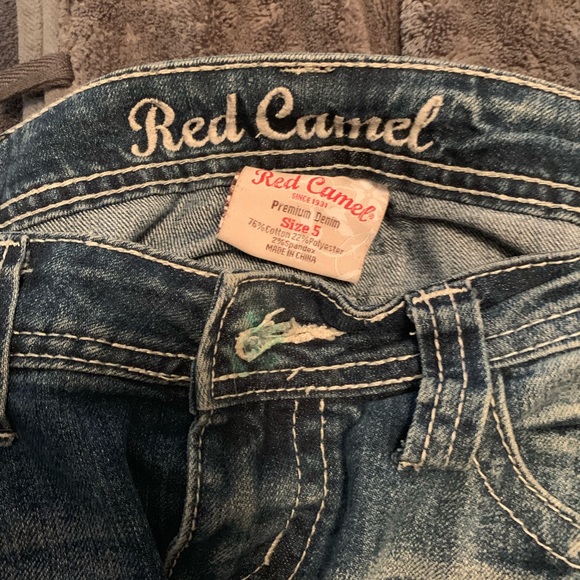 Red Camel
Red Camel
SINCE 1991
Premium Denim
Size 5
76%Cotton 22%Polyester
2%Spandex
MADE IN CHINA